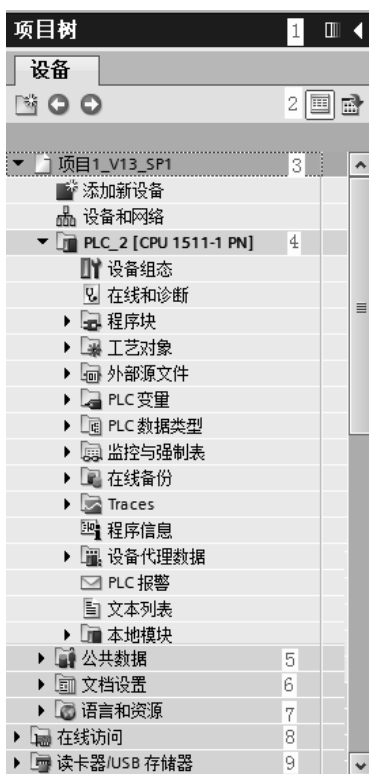 项目树 1
设备
2
项目1_V13_SP1 3
添加新设备
设备和网络
PLC_2 [CPU 1511-1 PN] 4
设备组态
在线和诊断
程序块
工艺对象
外部源文件
PLC 变量
PLC 数据类型
监控与强制表
在线备份
Traces
程序信息
设备代理数据
PLC 报警
文本列表
本地模块
公共数据 5
文档设置 6
语言和资源 7
在线访问 8
读卡器/USB 存储器 9